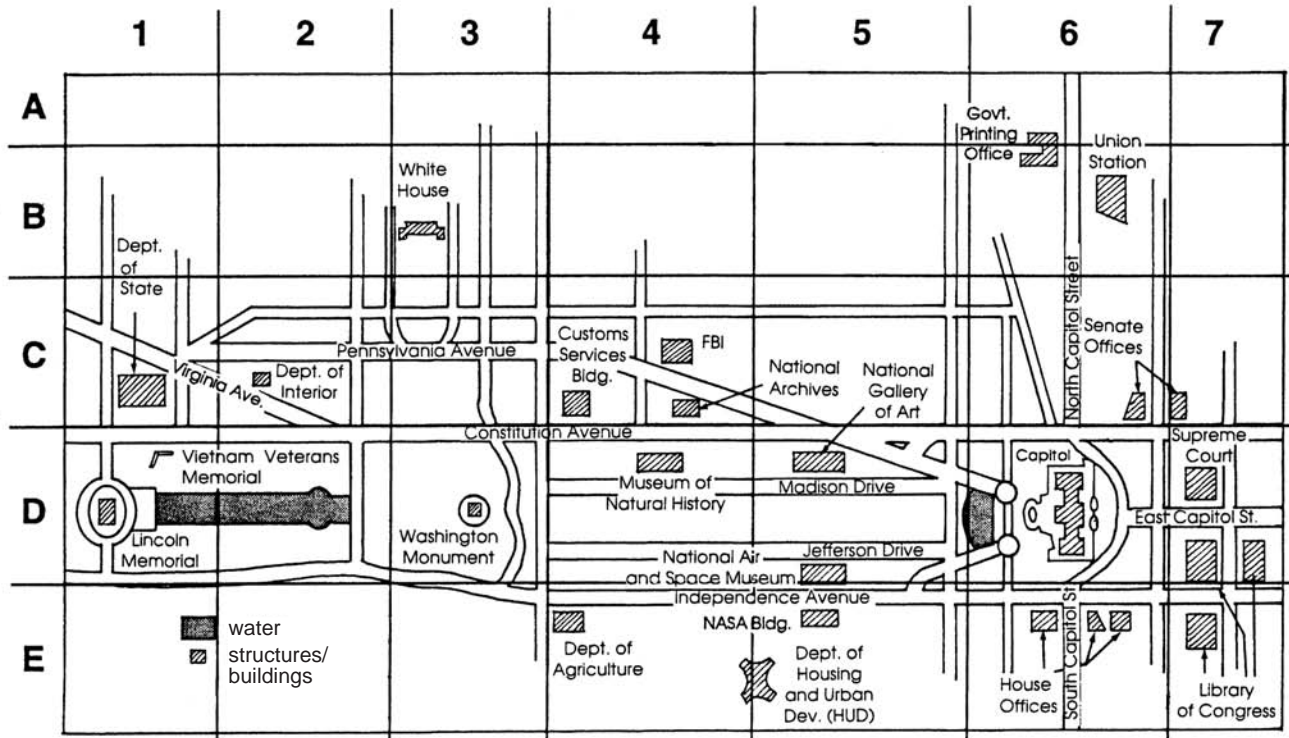 1 2 3 4 5 6 7
A
Govt.
Printing
Office
Union
Station
B
White
House
Dept.
of
State
North Capitol Street
C
Customs
Services
Bldg.
FBI
Senate
Offices
Pennsylvania Avenue
National
Archives
National
Gallery
of Art
Virginia Ave.
Dept. of
Interior
Constitution Avenue
Supreme
Court
D
Vietnam Veterans
Memorial
Museum of
Natural History
Madison Drive
Capitol
East Capitol St.
Lincoln
Memorial
Washington
Monument
National Air
and Space Museum
Jefferson Drive
Independence Avenue
E
water
structures/
buildings
Dept. of
Agriculture
NASA Bldg.
Dept. of
Housing
and Urban
Dev. (HUD)
House
Offices
South Capitol St.
Library
of Congress